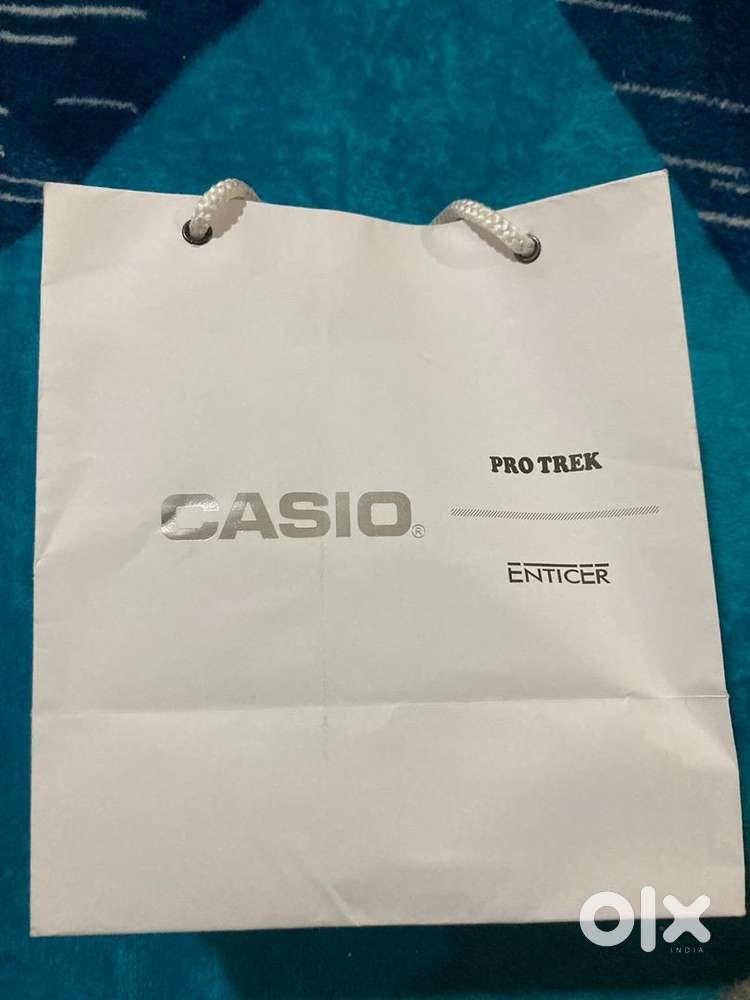 PRO TREK
CASIO®
ENTICER
olx
INDIA